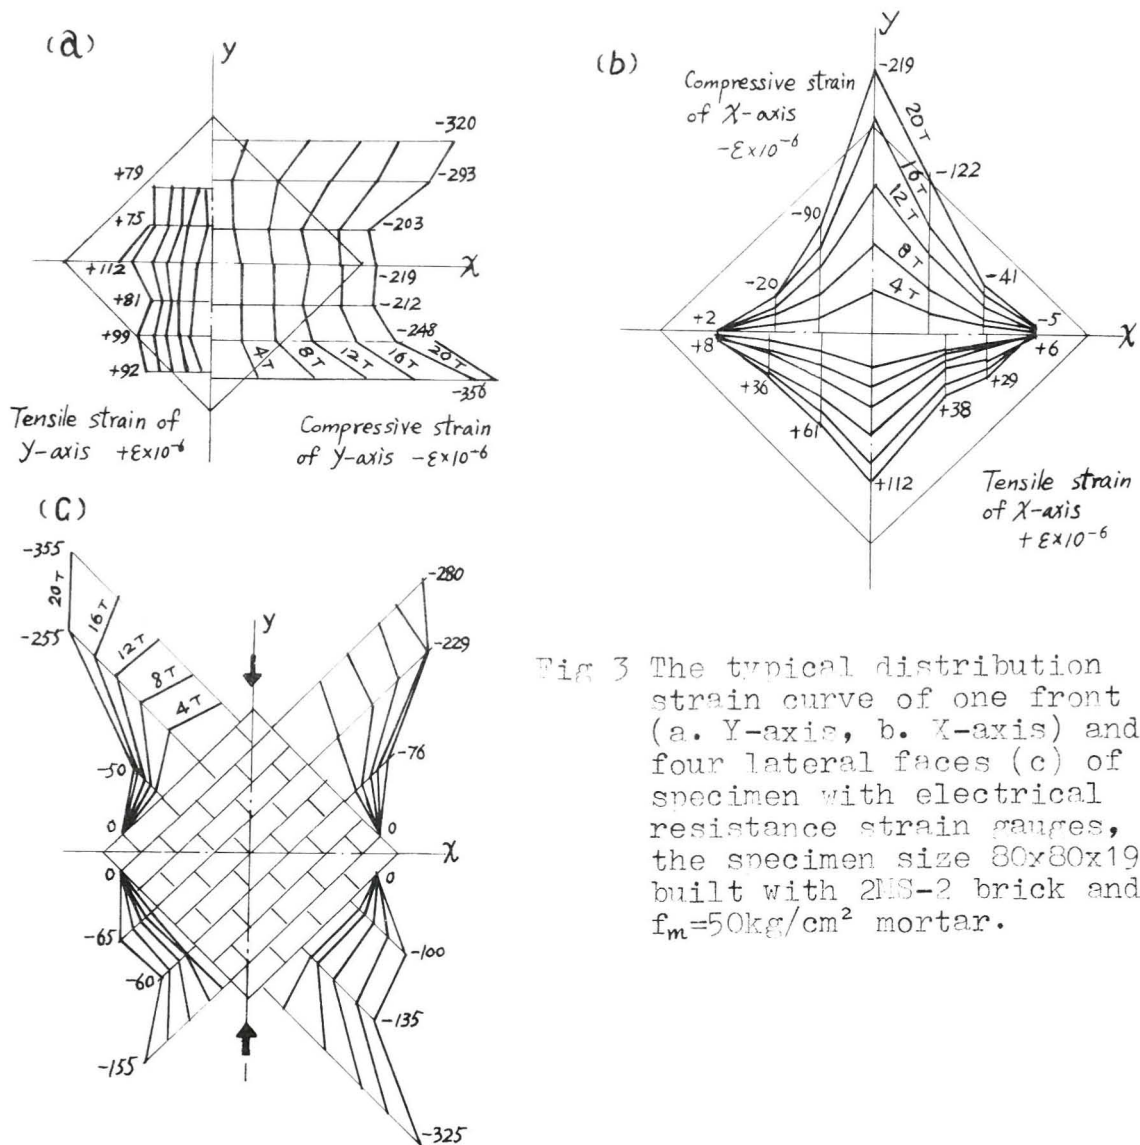 (a)
y
-320
+79
-293
+75
-203
+112
x
-219
+81
-212
+99
-248
4T 8T 12T 16T 20T
+92
-356
Tensile strain of
y-axis +ε×10⁻⁶
Compressive strain
of y-axis -ε×10⁻⁶
(b)
y
-219
Compressive strain
of x-axis
-ε×10⁻⁶
20T
16T
-122
12T
-90
8T
-20
-41
4T
+2
-5
x
+8
+6
+36
+29
+38
+61
+112
Tensile strain
of x-axis
+ε×10⁻⁶
(C)
-355
-280
20T
16T
y
-255
12T
-229
8T
4T
-50
-76
0
0
x
0
0
-65
-100
-60
-135
-155
-325
Fig 3 The typical distribution
strain curve of one front
(a. Y-axis, b. X-axis) and
four lateral faces (c) of
specimen with electrical
resistance strain gauges,
the specimen size 80x80x19
built with 2MS-2 brick and
fm=50kg/cm² mortar.